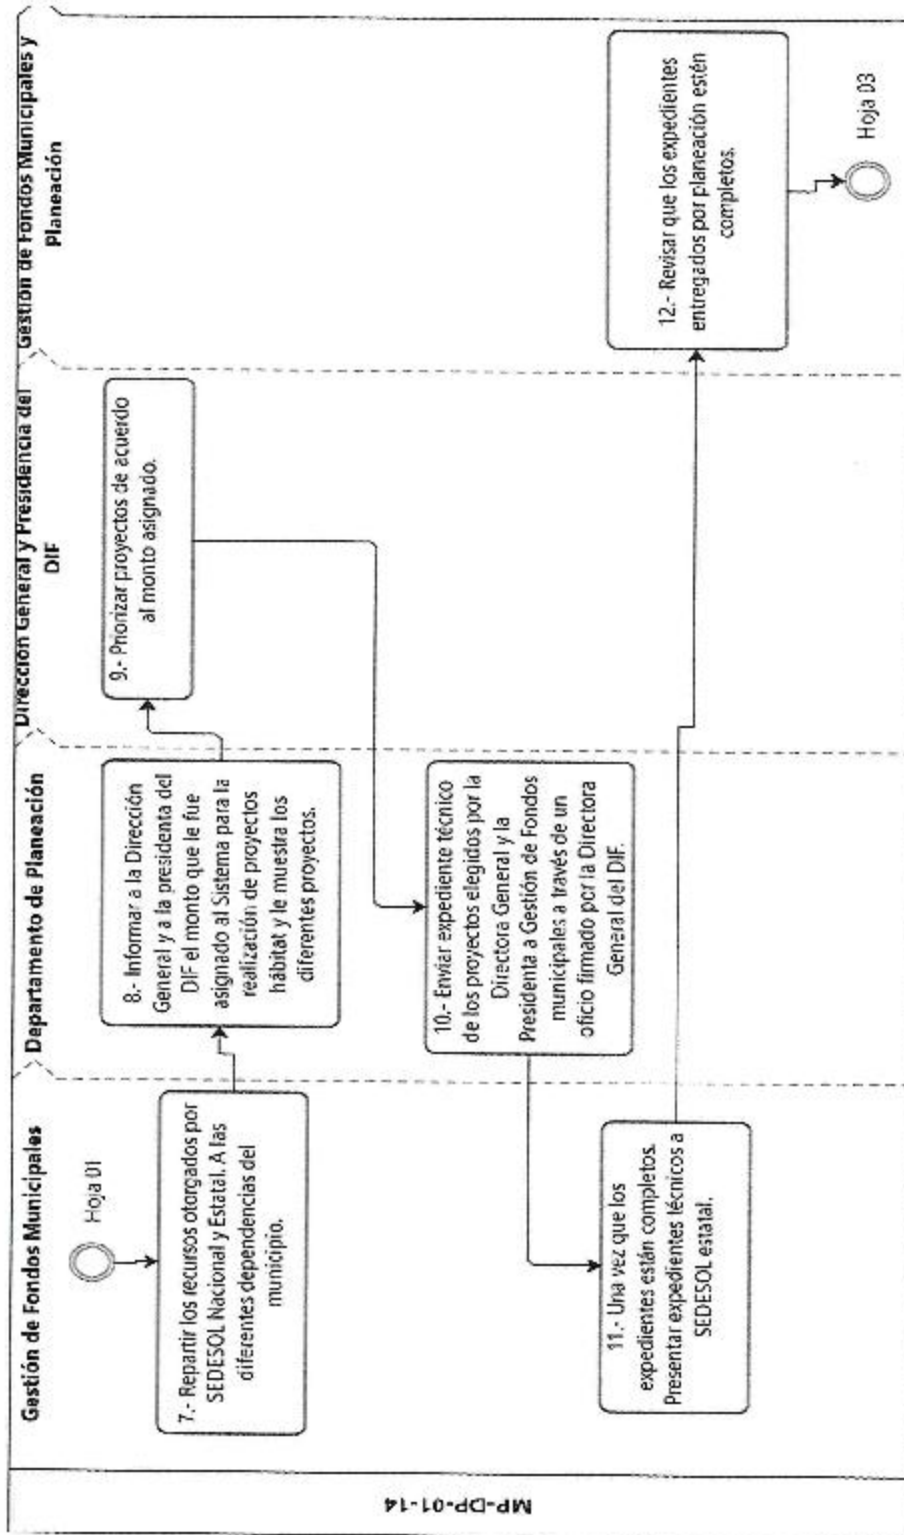 Gestión de Fondos Municipales
Departamento de Planeación
Dirección General y Presidencia del
DIF
Gestión de Fondos Municipales y
Planeación
Hoja 01
7.- Repartir los recursos otorgados por
SEDESOL Nacional y Estatal. A las
diferentes dependencias del
municipio.
8.- Informar a la Dirección
General y a la presidenta del
DIF el monto que le fue
asignado al Sistema para la
realización de proyectos
hábitat y le muestra los
diferentes proyectos.
9.- Priorizar proyectos de acuerdo
al monto asignado.
10.- Enviar expediente técnico
de los proyectos elegidos por la
Directora General y la
Presidenta a Gestión de Fondos
municipales a través de un
oficio firmado por la Directora
General del DIF.
11.- Una vez que los
expedientes están completos.
Presentar expedientes técnicos a
SEDESOL estatal.
12.- Revisar que los expedientes
entregados por planeación estén
completos.
Hoja 03
MP-DP-01-14